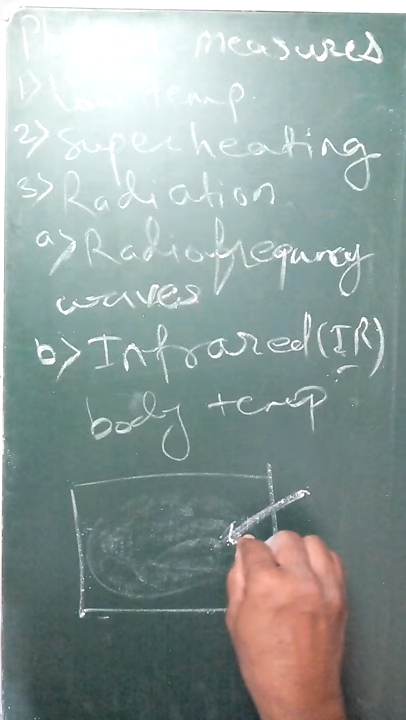 measures
1) temp.
2) Superheating
3) Radiation.
a) Radiofrequency
waves
b) Infrared (IR)
body temp